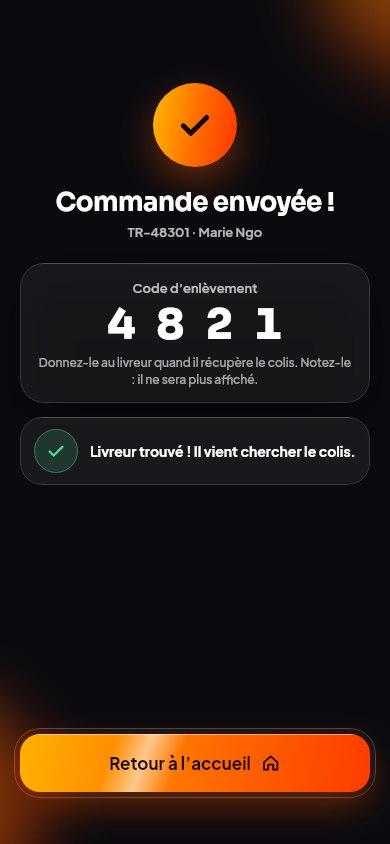 Commande envoyée !
TR-48301 · Marie Ngo
Code d’enlèvement
4 8 2 1
Donnez-le au livreur quand il récupère le colis. Notez-le
: il ne sera plus affiché.
Livreur trouvé ! Il vient chercher le colis.
Retour à l’accueil